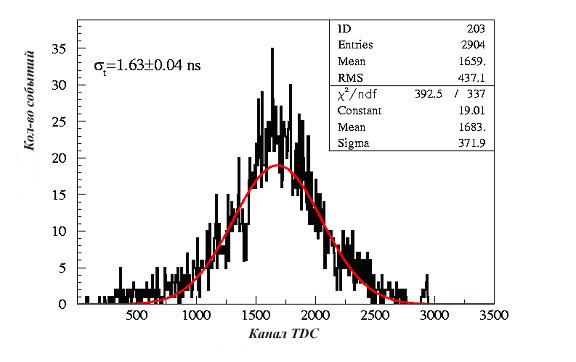 ID 203
Entries 2904
Mean 1659.
RMS 437.1
χ²/ndf 392.5 / 337
Constant 19.01
Mean 1683.
Sigma 371.9
σt=1.63±0.04 ns
Кол-во событий
35
30
25
20
15
10
5
0
500 1000 1500 2000 2500 3000 3500
Канал TDC